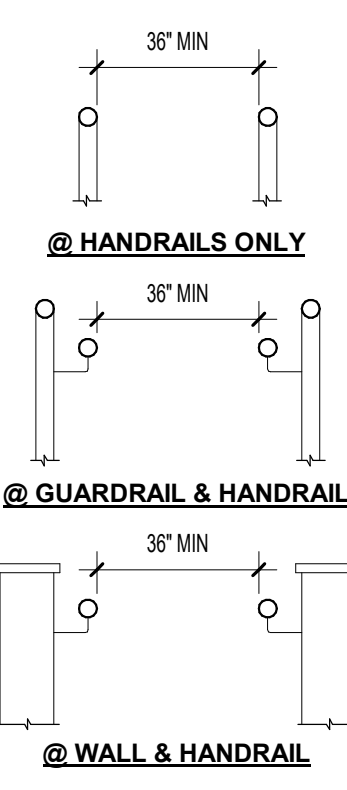 36" MIN
@ HANDRAILS ONLY
36" MIN
@ GUARDRAIL & HANDRAIL
36" MIN
@ WALL & HANDRAIL